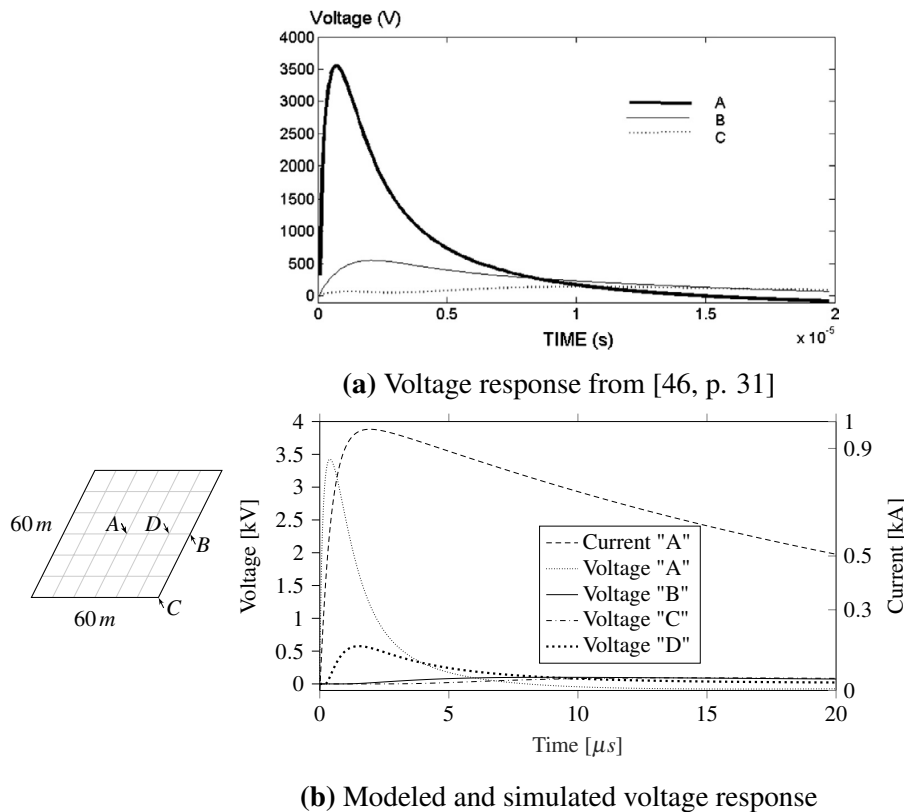 Voltage (V)
4000
3500
3000
2500
2000
1500
1000
500
0
A
B
C
0 0.5 1 1.5 2
x 10⁻⁵
TIME (s)
(a) Voltage response from [46, p. 31]
60 m
A D
B
C
60 m
Voltage [kV]
4
3.5
3
2.5
2
1.5
1
0.5
0
Current "A"
Voltage "A"
Voltage "B"
Voltage "C"
Voltage "D"
1
0.9
0.5
0.3
0
Current [kA]
0 5 10 15 20
Time [μs]
(b) Modeled and simulated voltage response